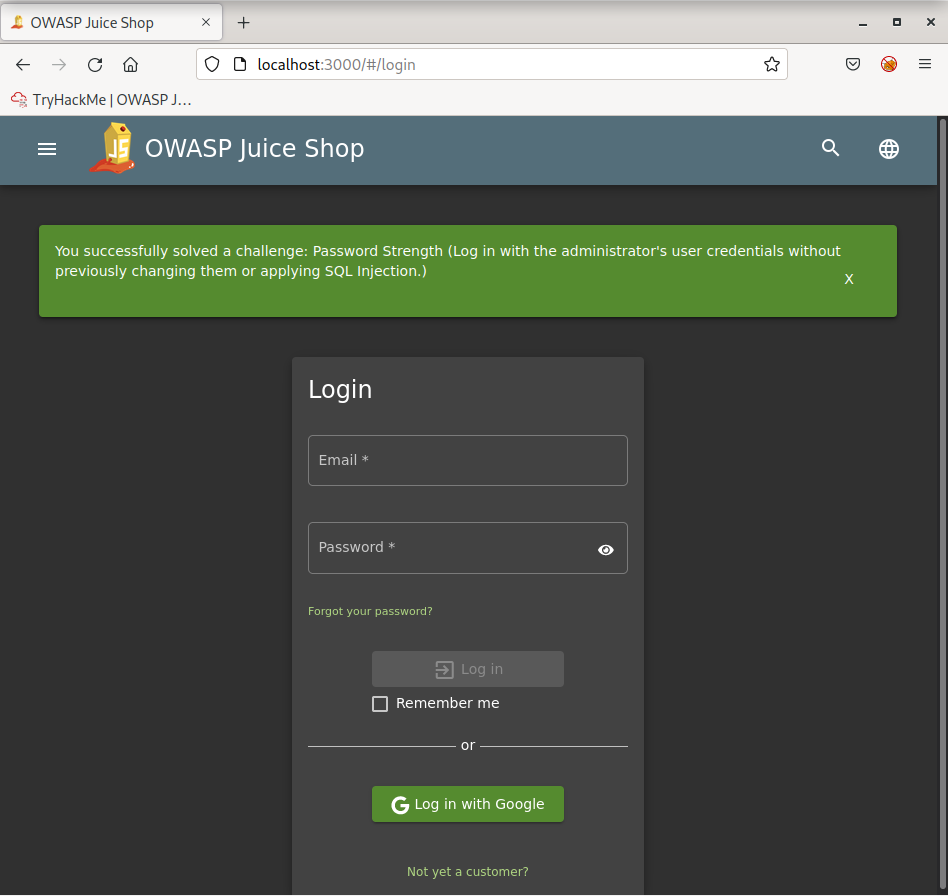 OWASP Juice Shop
localhost:3000/#/login
TryHackMe | OWASP J…
JS
OWASP Juice Shop
You successfully solved a challenge: Password Strength (Log in with the administrator's user credentials without
previously changing them or applying SQL Injection.)
X
Login
Email *
Password *
Forgot your password?
Log in
Remember me
or
G Log in with Google
Not yet a customer?